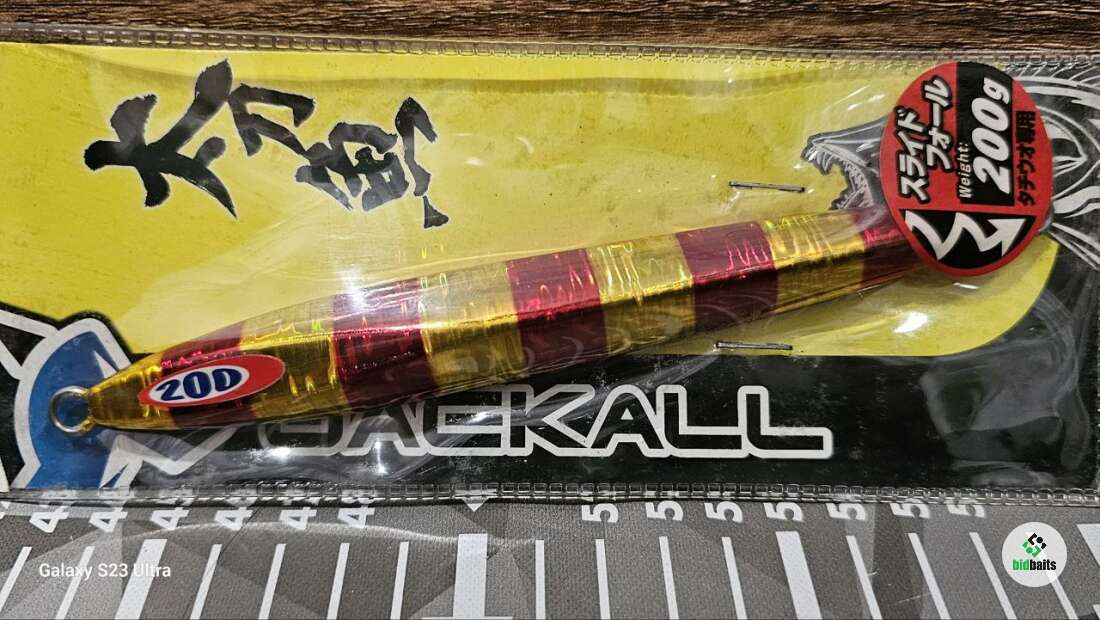 太刀魚
スライド
フォール
Weight:
200g
タチウオ専用
20D
JACKALL
Galaxy S23 Ultra
bidbaits